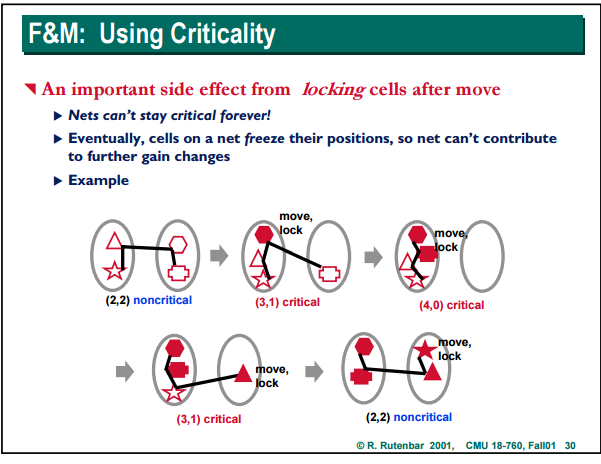 F&M: Using Criticality
An important side effect from locking cells after move
Nets can't stay critical forever!
Eventually, cells on a net freeze their positions, so net can't contribute
to further gain changes
Example
(2,2) noncritical
move,
lock
(3,1) critical
move,
lock
(4,0) critical
move,
lock
(3,1) critical
move,
lock
(2,2) noncritical
© R. Rutenbar 2001, CMU 18-760, Fall01 30